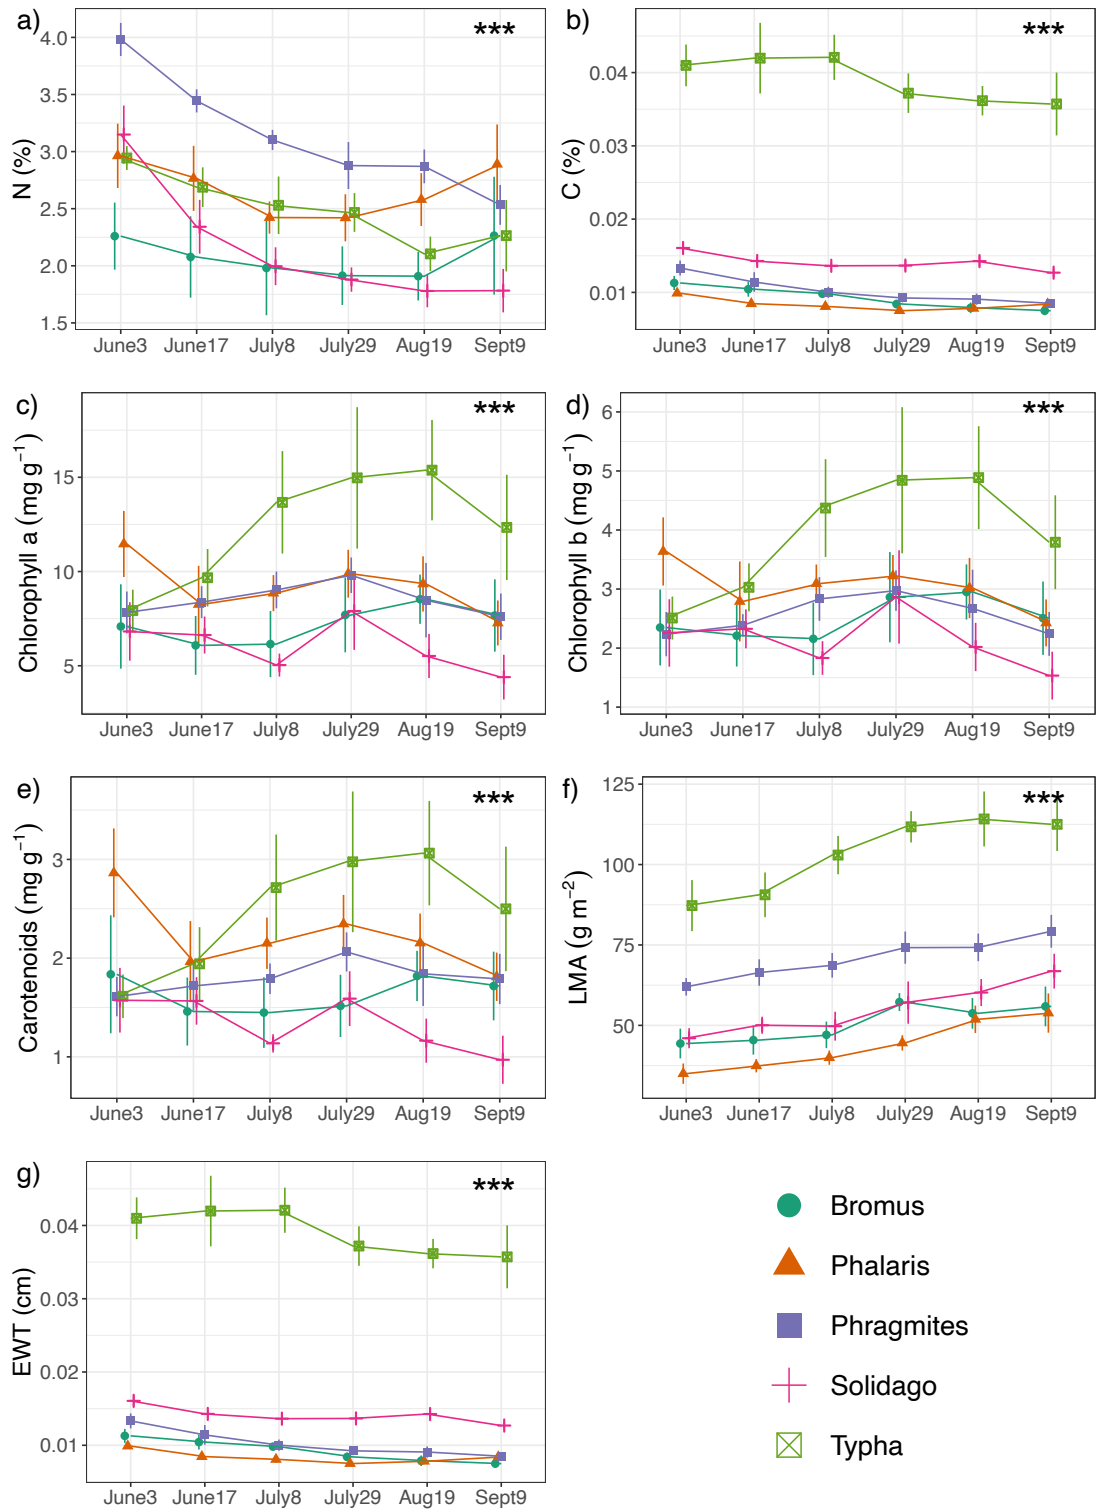 a)
***
N (%)
4.0
3.5
3.0
2.5
2.0
1.5
June3 June17 July8 July29 Aug19 Sept9
b)
***
C (%)
0.04
0.03
0.02
0.01
June3 June17 July8 July29 Aug19 Sept9
c)
***
Chlorophyll a (mg g⁻¹)
15
10
5
June3 June17 July8 July29 Aug19 Sept9
d)
***
Chlorophyll b (mg g⁻¹)
6
5
4
3
2
1
June3 June17 July8 July29 Aug19 Sept9
e)
***
Carotenoids (mg g⁻¹)
3
2
1
June3 June17 July8 July29 Aug19 Sept9
f)
***
LMA (g m⁻²)
125
100
75
50
June3 June17 July8 July29 Aug19 Sept9
g)
***
EWT (cm)
0.04
0.03
0.02
0.01
June3 June17 July8 July29 Aug19 Sept9
Bromus
Phalaris
Phragmites
Solidago
Typha